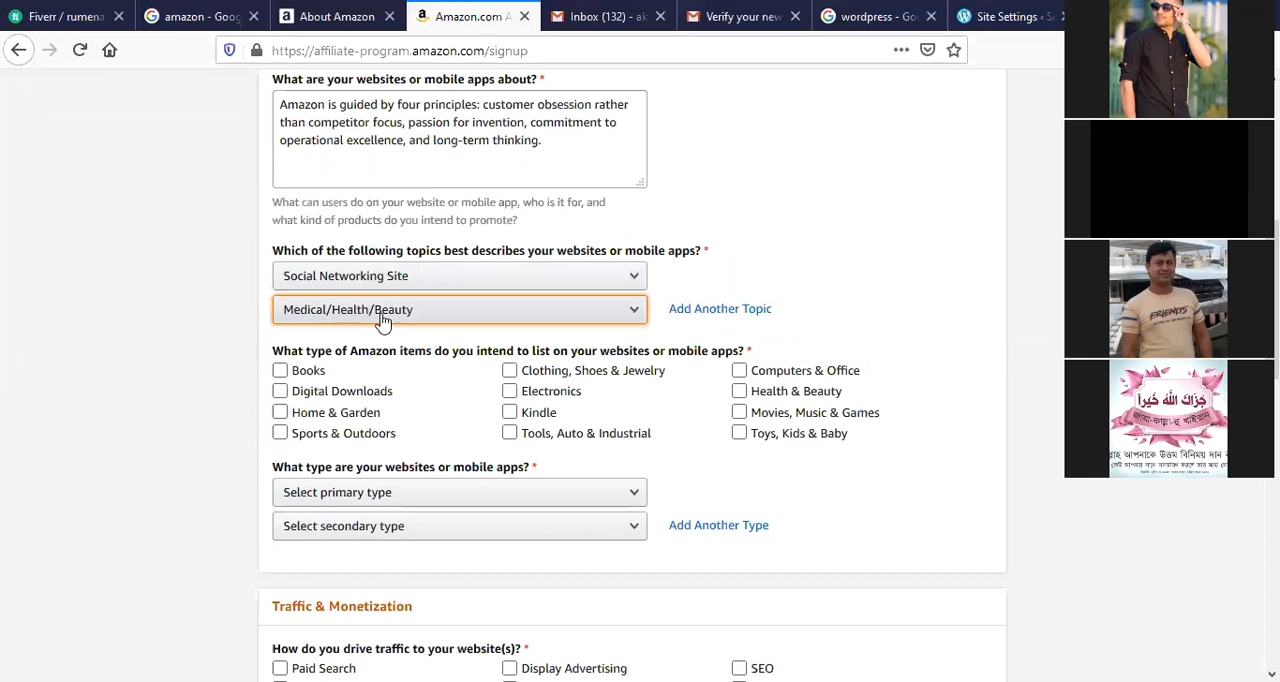 Fiverr / rumena
amazon - Goog
About Amazon
Amazon.com A
Inbox (132) - ak
Verify your new
wordpress - Goo
Site Settings ‹ S
https://affiliate-program.amazon.com/signup
What are your websites or mobile apps about? *
Amazon is guided by four principles: customer obsession rather
than competitor focus, passion for invention, commitment to
operational excellence, and long-term thinking.
What can users do on your website or mobile app, who is it for, and
what kind of products do you intend to promote?
Which of the following topics best describes your websites or mobile apps? *
Social Networking Site
Medical/Health/Beauty
Add Another Topic
What type of Amazon items do you intend to list on your websites or mobile apps? *
Books
Clothing, Shoes & Jewelry
Computers & Office
Digital Downloads
Electronics
Health & Beauty
Home & Garden
Kindle
Movies, Music & Games
Sports & Outdoors
Tools, Auto & Industrial
Toys, Kids & Baby
What type are your websites or mobile apps? *
Select primary type
Select secondary type
Add Another Type
Traffic & Monetization
How do you drive traffic to your website(s)? *
Paid Search
Display Advertising
SEO
FRIENDS
جَزَاكَ اللَّهُ خَيْرًا
জাযা-কাল্লা-হু খাইরান
ল্লাহ আপনাকে উত্তম বিনিময় দান ক